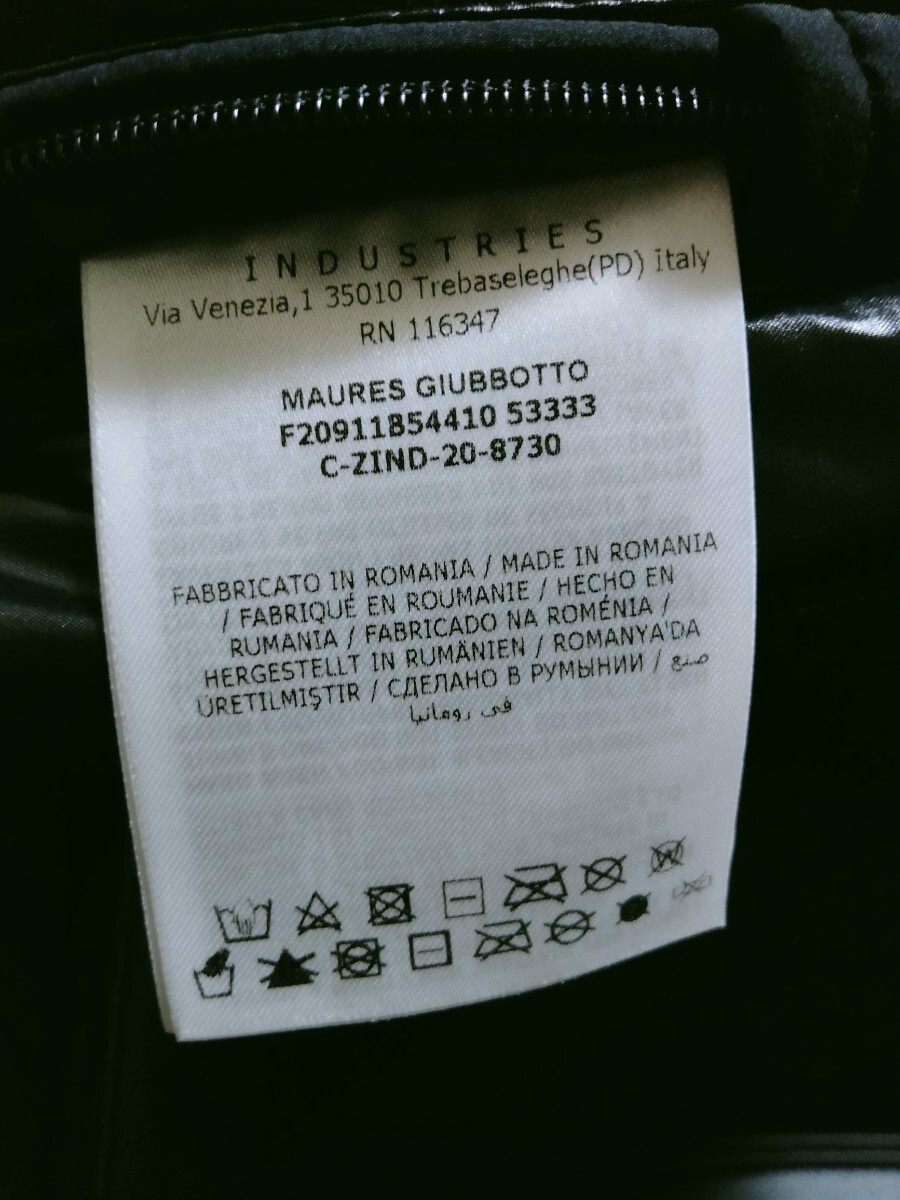 INDUSTRIES
Via Venezia,1 35010 Trebaseleghe(PD) italy
RN 116347
MAURES GIUBBOTTO
F20911B54410 53333
C-ZIND-20-8730
FABBRICATO IN ROMANIA / MADE IN ROMANIA
/ FABRIQUÉ EN ROUMANIE / HECHO EN
RUMANIA / FABRICADO NA ROMÉNIA /
HERGESTELLT IN RUMÄNIEN / ROMANYA'DA
ÜRETILMIŞTIR / СДЕЛАНО В РУМЫНИИ / صنع
في رومانيا